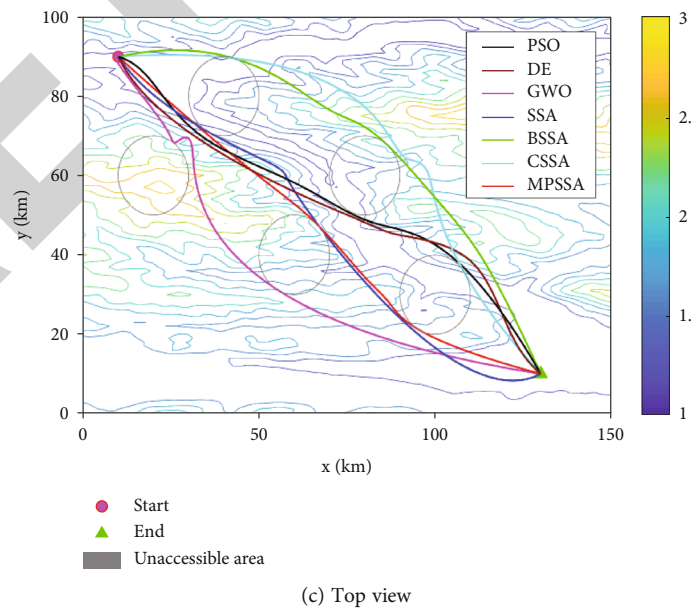 100
80
60
40
20
0
y (km)
0
50
100
150
x (km)
PSO
DE
GWO
SSA
BSSA
CSSA
MPSSA
3
2.
2
1.
1
Start
End
Unaccessible area
(c) Top view